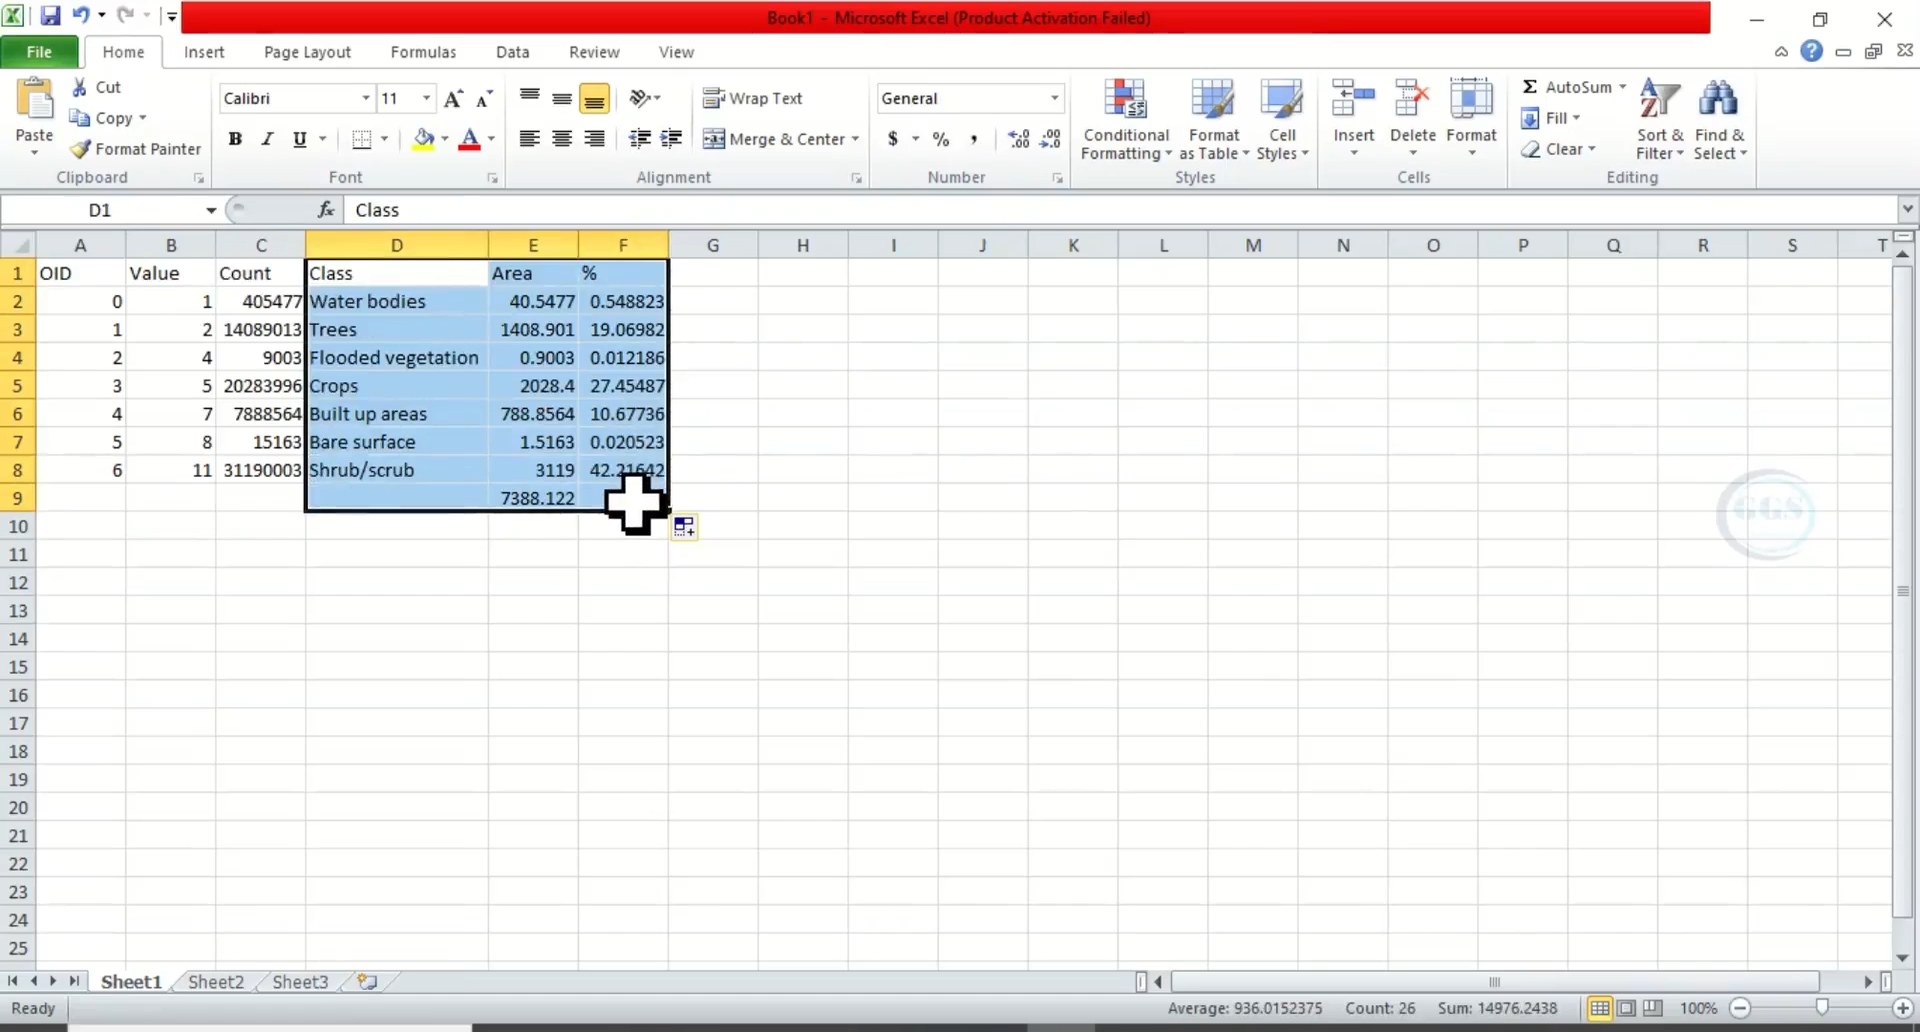 Book1 - Microsoft Excel (Product Activation Failed)
File Home Insert Page Layout Formulas Data Review View
Paste
Cut
Copy
Format Painter
Clipboard
Calibri 11
B I U A
Font
Wrap Text
Merge & Center
Alignment
General
$ % ,
Number
Conditional Formatting
Format as Table
Cell Styles
Styles
Insert Delete Format
Cells
Σ AutoSum
Fill
Clear
Sort & Filter
Find & Select
Editing
D1 fx Class
A B C D E F G H I J K L M N O P Q R S T
1 OID Value Count Class Area %
2 0 1 405477 Water bodies 40.5477 0.548823
3 1 2 14089013 Trees 1408.901 19.06982
4 2 4 9003 Flooded vegetation 0.9003 0.012186
5 3 5 20283996 Crops 2028.4 27.45487
6 4 7 7888564 Built up areas 788.8564 10.67736
7 5 8 15163 Bare surface 1.5163 0.020523
8 6 11 31190003 Shrub/scrub 3119 42.21642
9 7388.122
10
11
12
13
14
15
16
17
18
19
20
21
22
23
24
25
GGS
Sheet1 Sheet2 Sheet3
Ready Average: 936.0152375 Count: 26 Sum: 14976.2438 100%